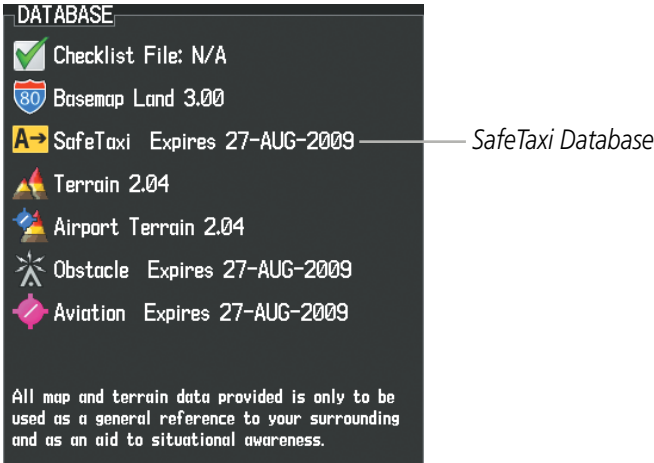 DATABASE
Checklist File: N/A
80 Basemap Land 3.00
A→ SafeTaxi Expires 27-AUG-2009 SafeTaxi Database
Terrain 2.04
Airport Terrain 2.04
Obstacle Expires 27-AUG-2009
Aviation Expires 27-AUG-2009
All map and terrain data provided is only to be
used as a general reference to your surrounding
and as an aid to situational awareness.